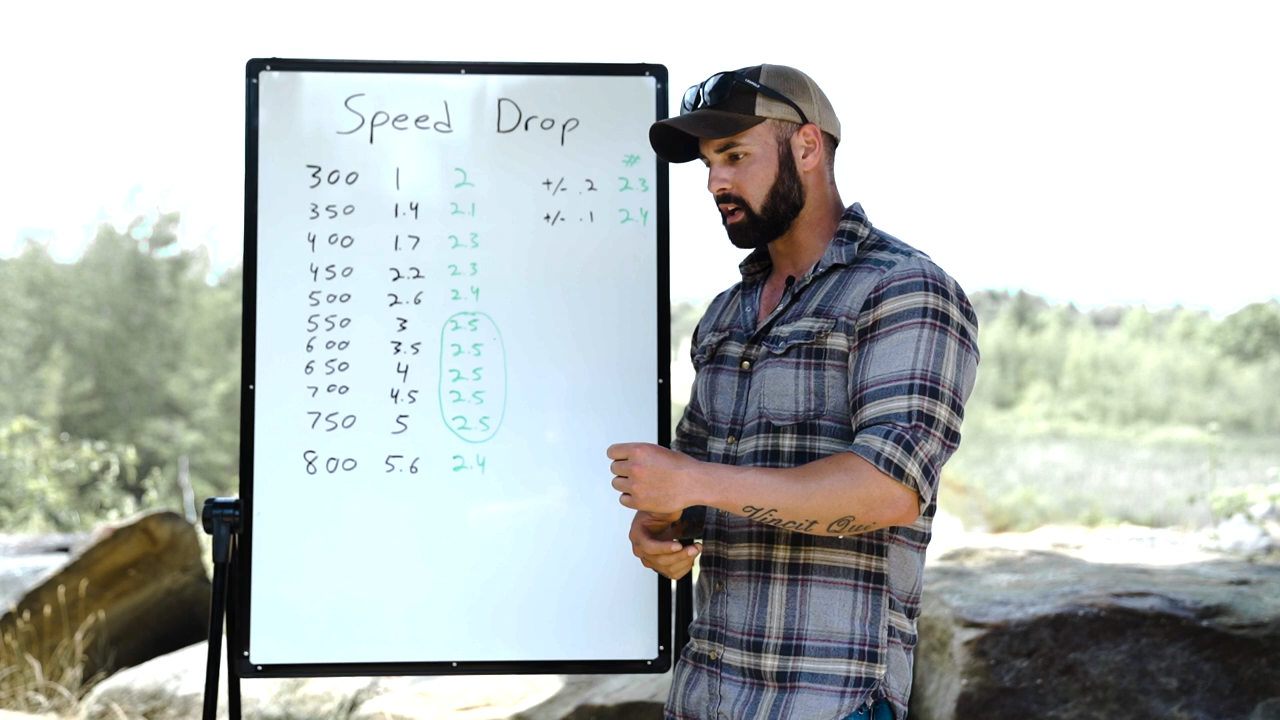 Speed Drop
#
300 1 2 +/- .2 2.3
350 1.4 2.1 +/- .1 2.4
400 1.7 2.3
450 2.2 2.3
500 2.6 2.4
550 3 2.5
600 3.5 2.5
650 4 2.5
700 4.5 2.5
750 5 2.5
800 5.6 2.4
Vincit Qui